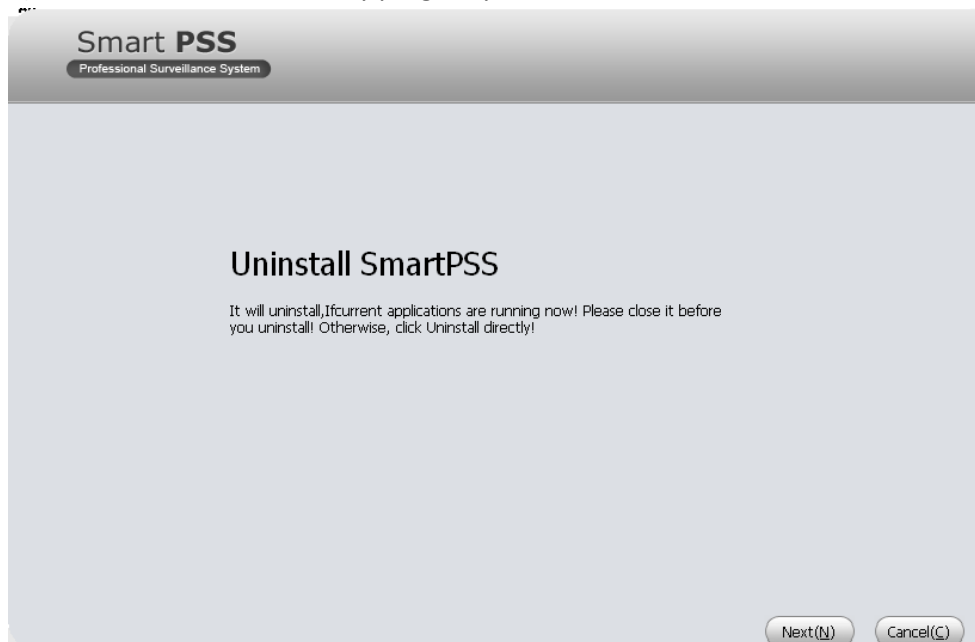 Smart PSS
Professional Surveillance System
Uninstall SmartPSS
It will uninstall,Ifcurrent applications are running now! Please close it before
you uninstall! Otherwise, click Uninstall directly!
Next(N)
Cancel(C)